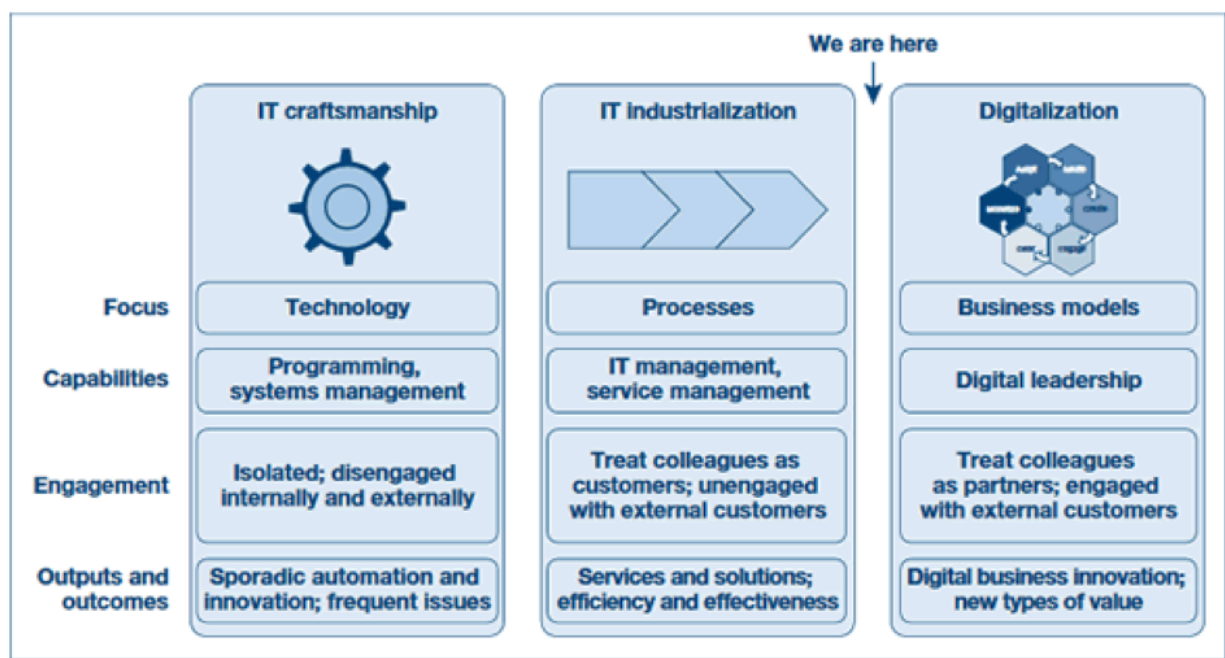 We are here
IT craftsmanship
IT industrialization
Digitalization
Focus
Technology
Processes
Business models
Capabilities
Programming,
systems management
IT management,
service management
Digital leadership
Engagement
Isolated; disengaged
internally and externally
Treat colleagues as
customers; unengaged
with external customers
Treat colleagues
as partners; engaged
with external customers
Outputs and
outcomes
Sporadic automation and
innovation; frequent issues
Services and solutions;
efficiency and effectiveness
Digital business innovation;
new types of value